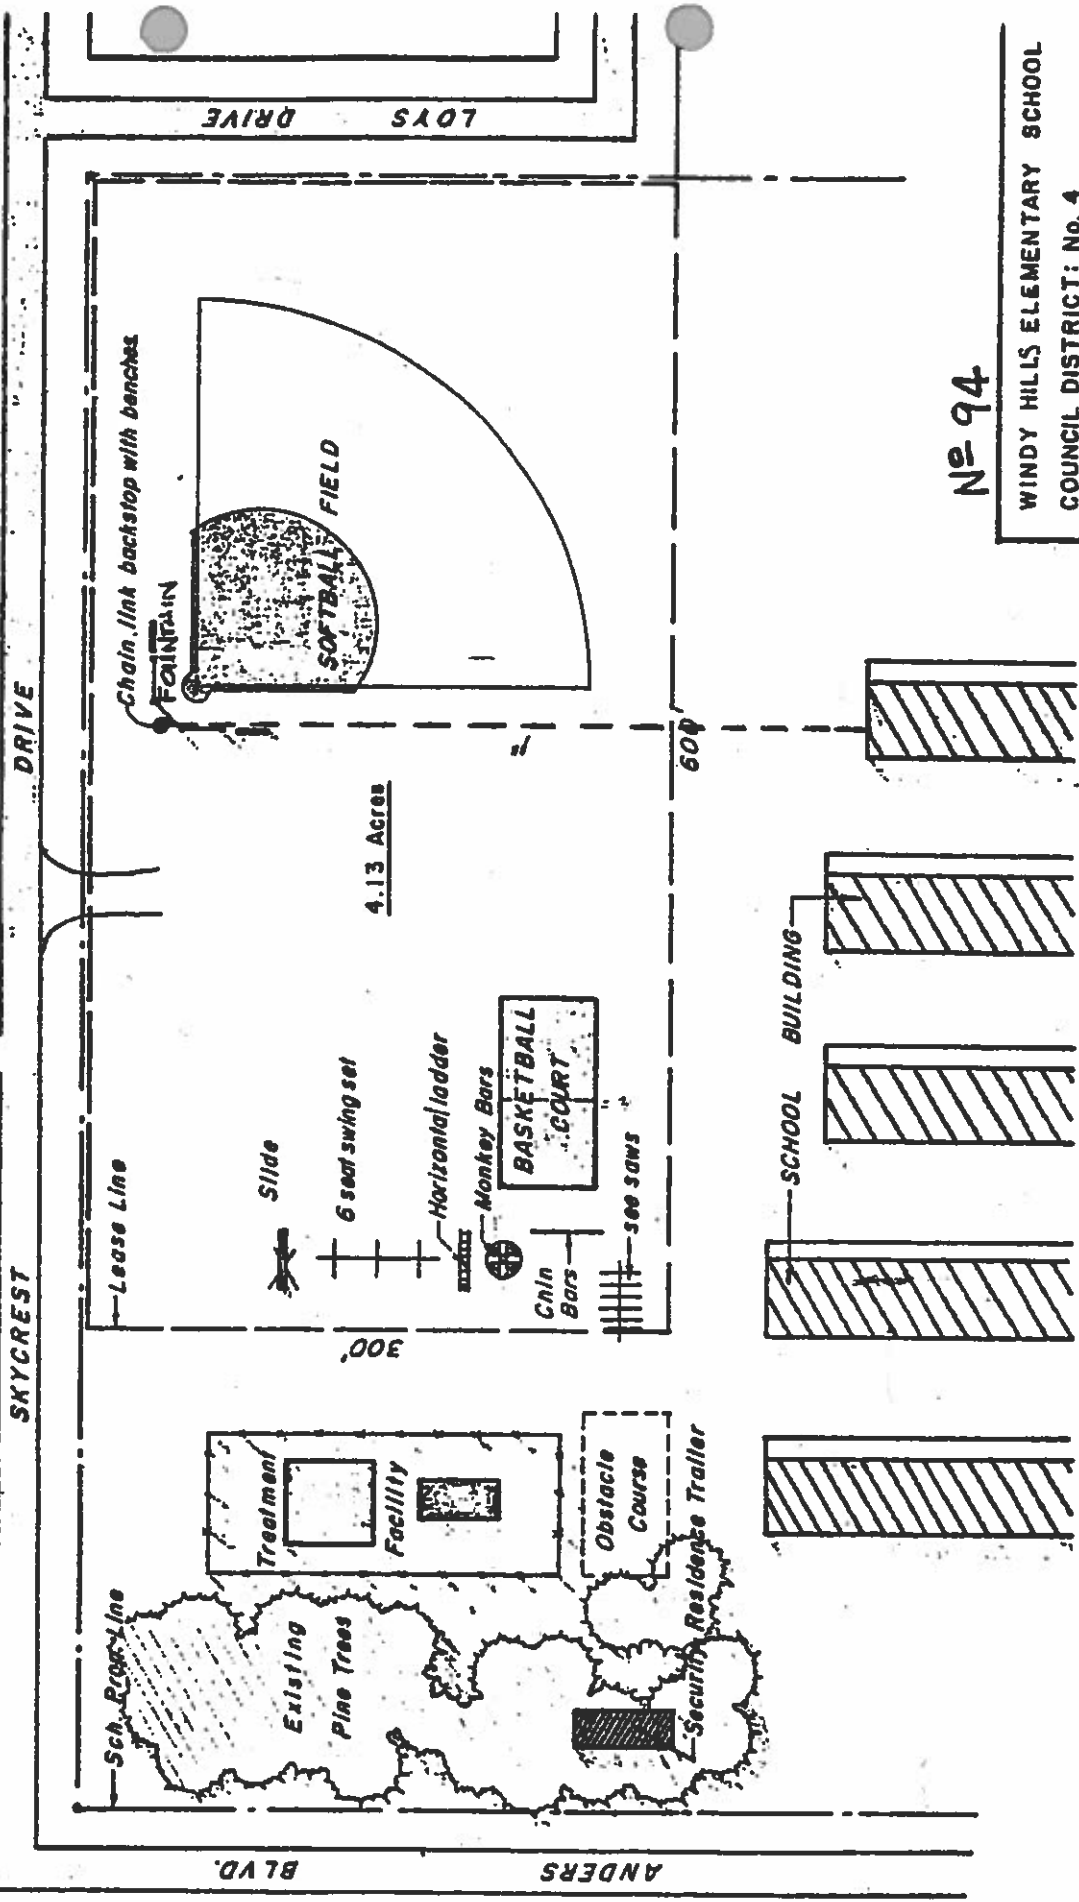 SKYCREST DRIVE
LOYS DRIVE
ANDERS BLVD.
Sch. Prop. Line
Lease Line
Chain link backstop with benches
FOUNTAIN
SOFTBALL FIELD
4.13 Acres
600'
300'
Slide
6 seat swing set
Horizontal ladder
Monkey Bars
BASKETBALL
COURT
Chin
Bars
see saws
Treatment
Facility
Obstacle
Course
Existing
Pine Trees
Security Residence Trailer
SCHOOL BUILDING
No 94
WINDY HILLS ELEMENTARY SCHOOL
COUNCIL DISTRICT: No. 4